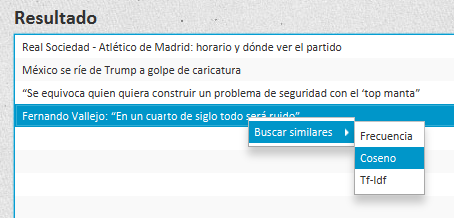 Resultado
Real Sociedad - Atlético de Madrid: horario y dónde ver el partido
México se ríe de Trump a golpe de caricatura
“Se equivoca quien quiera construir un problema de seguridad con el ‘top manta”
Fernando Vallejo: “En un cuarto de siglo todo será ruido”
Buscar similares
Frecuencia
Coseno
Tf-Idf